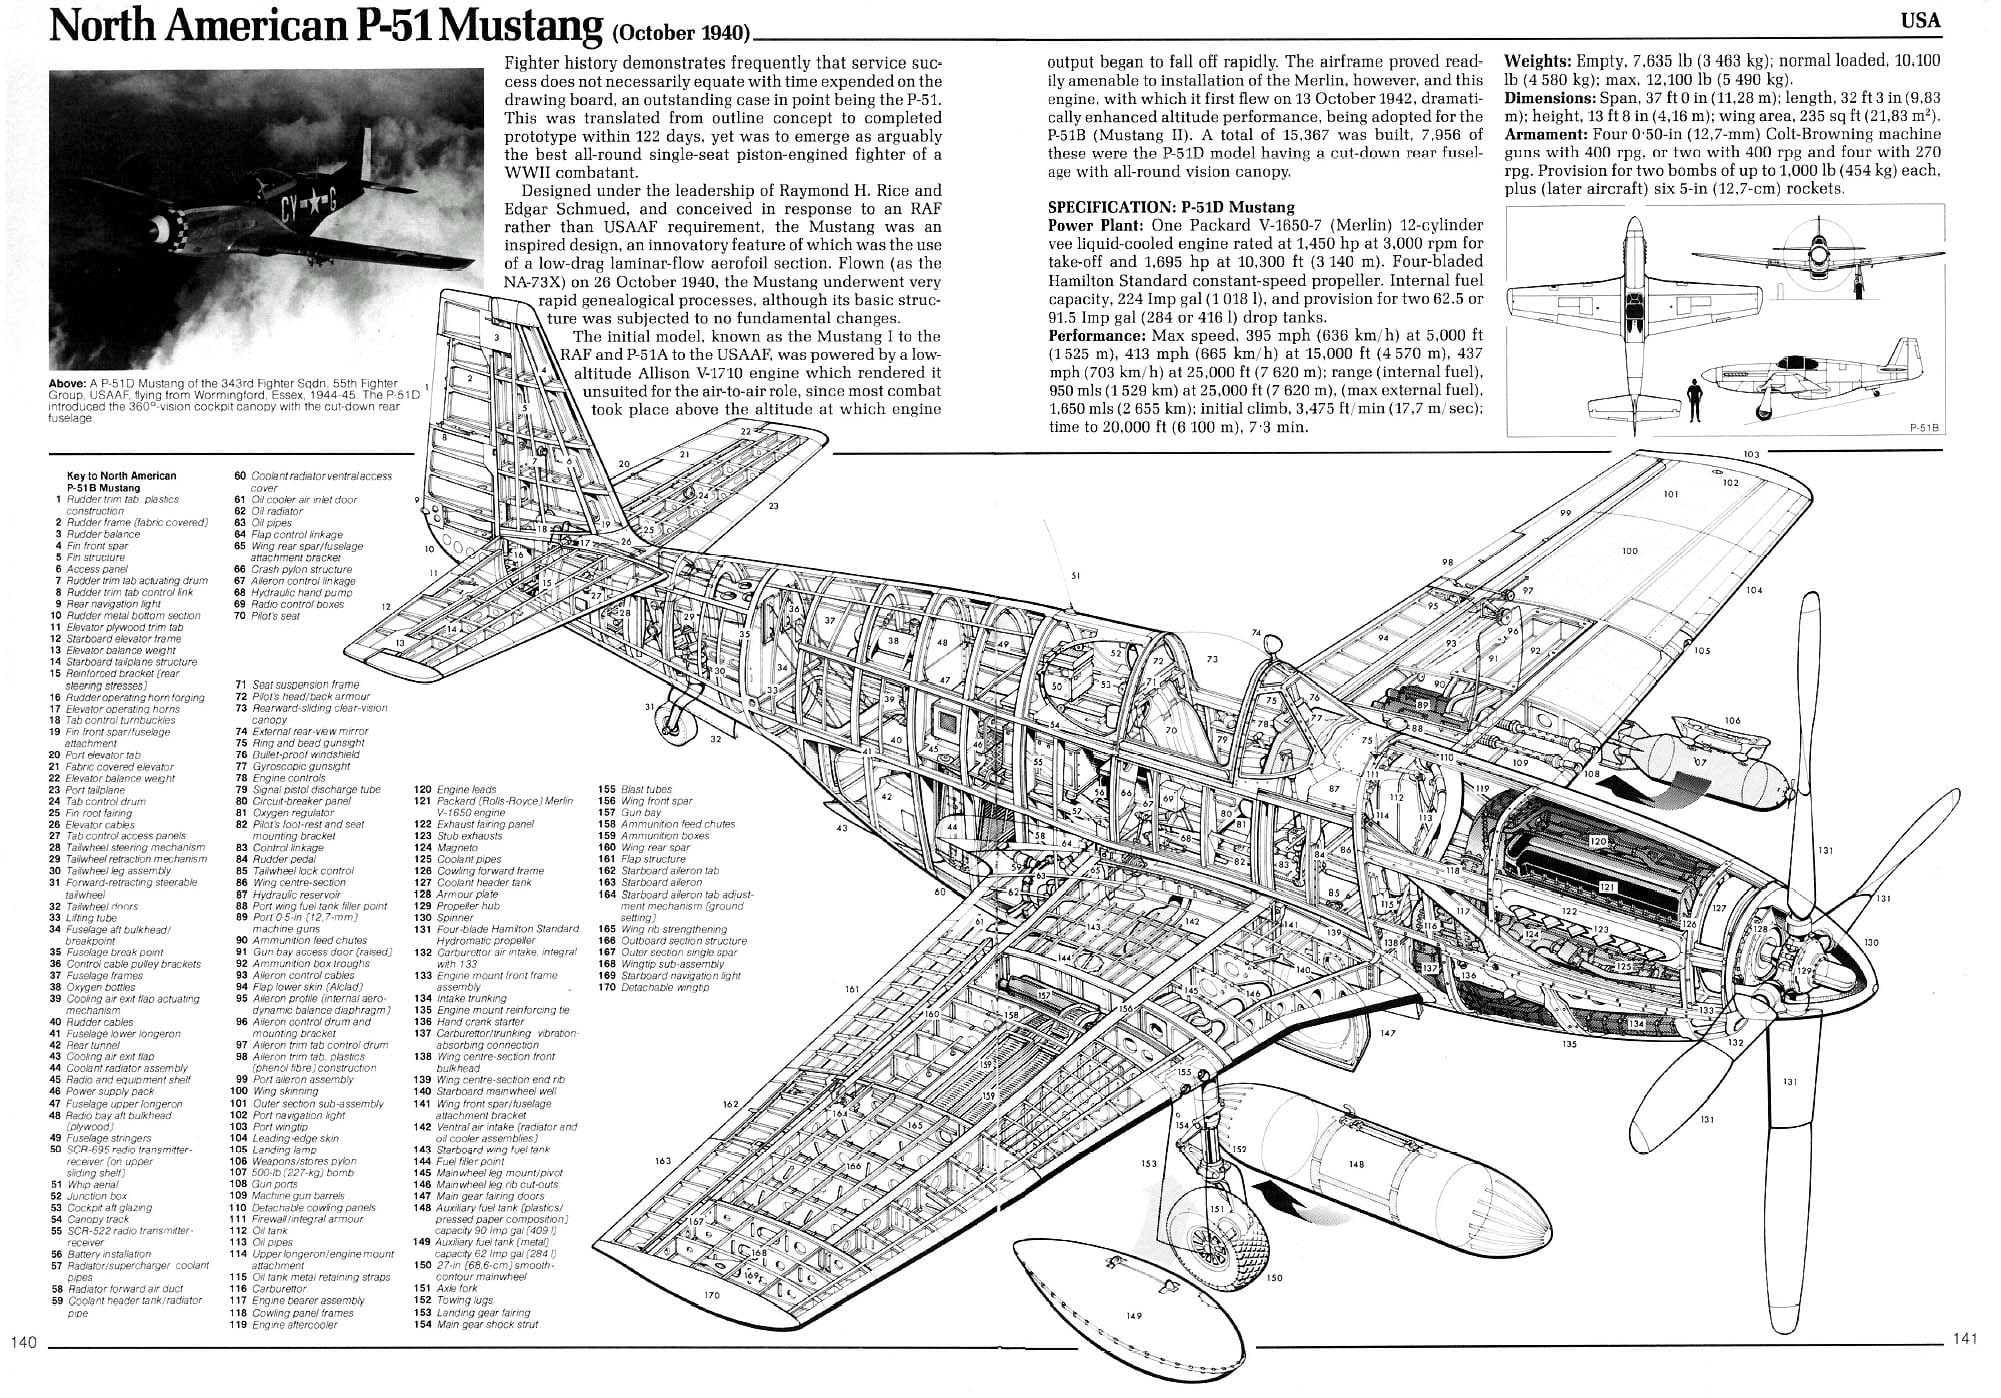 North American P-51 Mustang (October 1940)
USA
Fighter history demonstrates frequently that service suc-
cess does not necessarily equate with time expended on the
drawing board, an outstanding case in point being the P-51.
This was translated from outline concept to completed
prototype within 122 days, yet was to emerge as arguably
the best all-round single-seat piston-engined fighter of a
WWII combatant.
Designed under the leadership of Raymond H. Rice and
Edgar Schmued, and conceived in response to an RAF
rather than USAAF requirement, the Mustang was an
inspired design, an innovatory feature of which was the use
of a low-drag laminar-flow aerofoil section. Flown (as the
NA-73X) on 26 October 1940, the Mustang underwent very
rapid genealogical processes, although its basic struc-
ture was subjected to no fundamental changes.
The initial model, known as the Mustang I to the
RAF and P-51A to the USAAF, was powered by a low-
altitude Allison V-1710 engine which rendered it
unsuited for the air-to-air role, since most combat
took place above the altitude at which engine
output began to fall off rapidly. The airframe proved read-
ily amenable to installation of the Merlin, however, and this
engine, with which it first flew on 13 October 1942, dramati-
cally enhanced altitude performance, being adopted for the
P-51B (Mustang II). A total of 15,367 was built, 7,956 of
these were the P-51D model having a cut-down rear fusel-
age with all-round vision canopy.
SPECIFICATION: P-51D Mustang
Power Plant: One Packard V-1650-7 (Merlin) 12-cylinder
vee liquid-cooled engine rated at 1,450 hp at 3,000 rpm for
take-off and 1,695 hp at 10,300 ft (3 140 m). Four-bladed
Hamilton Standard constant-speed propeller. Internal fuel
capacity, 224 Imp gal (1 018 l), and provision for two 62.5 or
91.5 Imp gal (284 or 416 l) drop tanks.
Performance: Max speed, 395 mph (636 km/h) at 5,000 ft
(1 525 m), 413 mph (665 km/h) at 15,000 ft (4 570 m), 437
mph (703 km/h) at 25,000 ft (7 620 m); range (internal fuel),
950 mls (1 529 km) at 25,000 ft (7 620 m), (max external fuel),
1,650 mls (2 655 km); initial climb, 3,475 ft/min (17,7 m/sec);
time to 20,000 ft (6 100 m), 7·3 min.
Weights: Empty, 7,635 lb (3 463 kg); normal loaded, 10,100
lb (4 580 kg); max, 12,100 lb (5 490 kg).
Dimensions: Span, 37 ft 0 in (11,28 m); length, 32 ft 3 in (9,83
m); height, 13 ft 8 in (4,16 m); wing area, 235 sq ft (21,83 m²).
Armament: Four 0·50-in (12,7-mm) Colt-Browning machine
guns with 400 rpg, or two with 400 rpg and four with 270
rpg. Provision for two bombs of up to 1,000 lb (454 kg) each,
plus (later aircraft) six 5-in (12,7-cm) rockets.
P-51B
CY G
Above: A P-51D Mustang of the 343rd Fighter Sqdn, 55th Fighter
Group, USAAF, flying from Wormingford, Essex, 1944-45. The P-51D
introduced the 360°-vision cockpit canopy with the cut-down rear
fuselage
Key to North American
P-51B Mustang
1 Rudder trim tab, plastics
construction
2 Rudder frame (fabric covered)
3 Rudder balance
4 Fin front spar
5 Fin structure
6 Access panel
7 Rudder trim tab actuating drum
8 Rudder trim tab control link
9 Rear navigation light
10 Rudder metal bottom section
11 Elevator plywood trim tab
12 Starboard elevator frame
13 Elevator balance weight
14 Starboard tailplane structure
15 Reinforced bracket (rear
steering stresses)
16 Rudder operating horn forging
17 Elevator operating horns
18 Tab control turnbuckles
19 Fin front spar/fuselage
attachment
20 Port elevator tab
21 Fabric covered elevator
22 Elevator balance weight
23 Port tailplane
24 Tab control drum
25 Fin root fairing
26 Elevator cables
27 Tab control access panels
28 Tailwheel steering mechanism
29 Tailwheel retraction mechanism
30 Tailwheel leg assembly
31 Forward-retracting steerable
tailwheel
32 Tailwheel doors
33 Lifting tube
34 Fuselage aft bulkhead/
breakpoint
35 Fuselage break point
36 Control cable pulley brackets
37 Fuselage frames
38 Oxygen bottles
39 Cooling air exit flap actuating
mechanism
40 Rudder cables
41 Fuselage lower longeron
42 Rear tunnel
43 Cooling air exit flap
44 Coolant radiator assembly
45 Radio and equipment shelf
46 Power supply pack
47 Fuselage upper longeron
48 Radio bay aft bulkhead
(plywood)
49 Fuselage stringers
50 SCR-695 radio transmitter-
receiver (on upper
sliding shelf)
51 Whip aerial
52 Junction box
53 Cockpit aft glazing
54 Canopy track
55 SCR-522 radio transmitter-
receiver
56 Battery installation
57 Radiator/supercharger coolant
pipes
58 Radiator forward air duct
59 Coolant header tank/radiator
pipe
60 Coolant radiator ventral access
cover
61 Oil cooler air inlet door
62 Oil radiator
63 Oil pipes
64 Flap control linkage
65 Wing rear spar/fuselage
attachment bracket
66 Crash pylon structure
67 Aileron control linkage
68 Hydraulic hand pump
69 Radio control boxes
70 Pilot's seat
71 Seat suspension frame
72 Pilot's head/back armour
73 Rearward-sliding clear-vision
canopy
74 External rear-view mirror
75 Ring and bead gunsight
76 Bullet-proof windshield
77 Gyroscopic gunsight
78 Engine controls
79 Signal pistol discharge tube
80 Circuit-breaker panel
81 Oxygen regulator
82 Pilot's foot-rest and seat
mounting bracket
83 Control linkage
84 Rudder pedal
85 Tailwheel lock control
86 Wing centre-section
87 Hydraulic reservoir
88 Port wing fuel tank filler point
89 Port 0·5-in (12,7-mm)
machine guns
90 Ammunition feed chutes
91 Gun bay access door (raised)
92 Ammunition box troughs
93 Aileron control cables
94 Flap lower skin (Alclad)
95 Aileron profile (internal aero-
dynamic balance diaphragm)
96 Aileron control drum and
mounting bracket
97 Aileron trim tab control drum
98 Aileron trim tab, plastics
(phenol fibre) construction
99 Port aileron assembly
100 Wing skinning
101 Outer section sub-assembly
102 Port navigation light
103 Port wingtip
104 Leading-edge skin
105 Landing lamp
106 Weapons/stores pylon
107 500-lb (227-kg) bomb
108 Gun ports
109 Machine gun barrels
110 Detachable cowling panels
111 Firewall/integral armour
112 Oil tank
113 Oil pipes
114 Upper longeron/engine mount
attachment
115 Oil tank metal retaining straps
116 Carburettor
117 Engine bearer assembly
118 Cowling panel frames
119 Engine aftercooler
120 Engine leads
121 Packard (Rolls-Royce) Merlin
V-1650 engine
122 Exhaust fairing panel
123 Stub exhausts
124 Magneto
125 Coolant pipes
126 Cowling forward frame
127 Coolant header tank
128 Armour plate
129 Propeller hub
130 Spinner
131 Four-blade Hamilton Standard
Hydromatic propeller
132 Carburettor air intake, integral
with 133
133 Engine mount front frame
assembly
134 Intake trunking
135 Engine mount reinforcing tie
136 Hand crank starter
137 Carburettor/trunking vibration-
absorbing connection
138 Wing centre-section front
bulkhead
139 Wing centre-section end rib
140 Starboard mainwheel well
141 Wing front spar/fuselage
attachment bracket
142 Ventral air intake (radiator and
oil cooler assemblies)
143 Starboard wing fuel tank
144 Fuel filler point
145 Mainwheel leg mount/pivot
146 Mainwheel leg rib cut-outs
147 Main gear fairing doors
148 Auxiliary fuel tank (plastics/
pressed paper composition)
capacity 90 Imp gal (409 l)
149 Auxiliary fuel tank (metal)
capacity 62 Imp gal (284 l)
150 27-in (68,6-cm) smooth-
contour mainwheel
151 Axle fork
152 Towing lugs
153 Landing gear fairing
154 Main gear shock strut
155 Blast tubes
156 Wing front spar
157 Gun bay
158 Ammunition feed chutes
159 Ammunition boxes
160 Wing rear spar
161 Flap structure
162 Starboard aileron tab
163 Starboard aileron
164 Starboard aileron tab adjust-
ment mechanism (ground
setting)
165 Wing rib strengthening
166 Outboard section structure
167 Outer section single spar
168 Wingtip sub-assembly
169 Starboard navigation light
170 Detachable wingtip
140
141